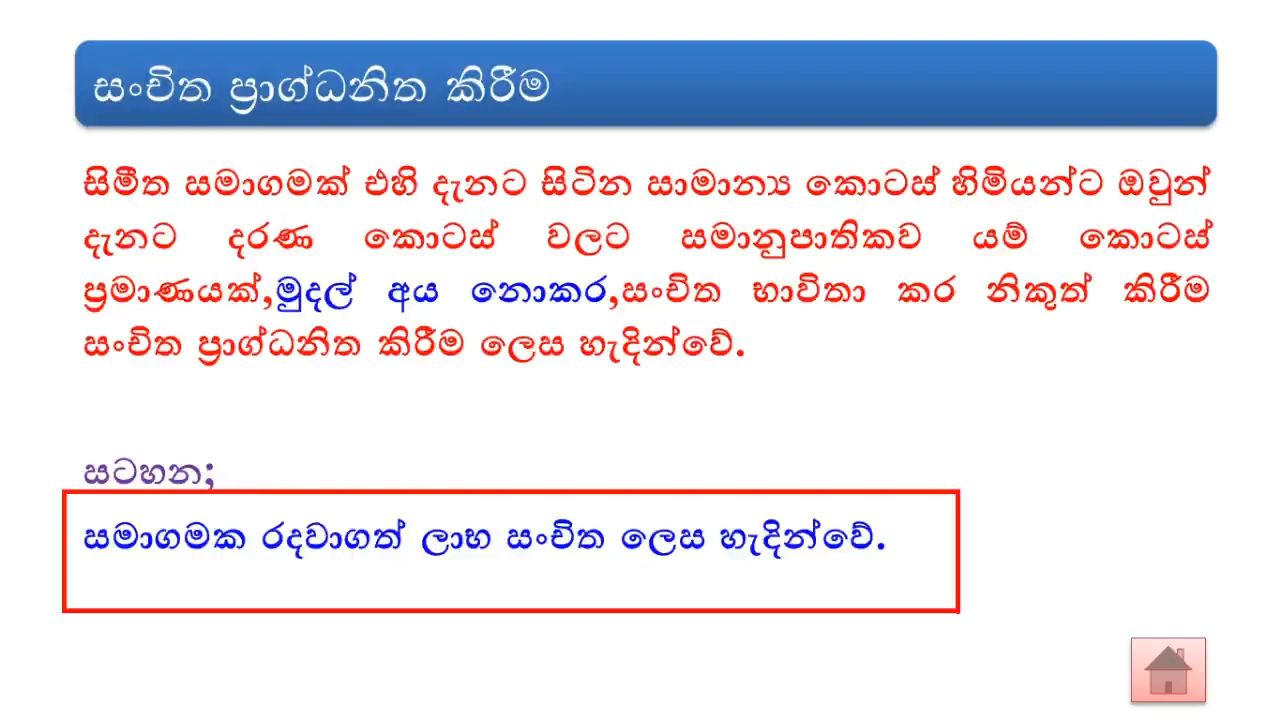 සංචිත ප්‍රාග්ධනිත කිරීම
සිමීත සමාගමක් එහි දැනට සිටින සාමාන්‍ය කොටස් හිමියන්ට ඔවුන්
දැනට දරණ කොටස් වලට සමානුපාතිකව යම් කොටස්
ප්‍රමාණයක්,මුදල් අය නොකර,සංචිත භාවිතා කර නිකුත් කිරීම
සංචිත ප්‍රාග්ධනිත කිරීම ලෙස හැදින්වේ.
සටහන;
සමාගමක රදවාගත් ලාභ සංචිත ලෙස හැදින්වේ.